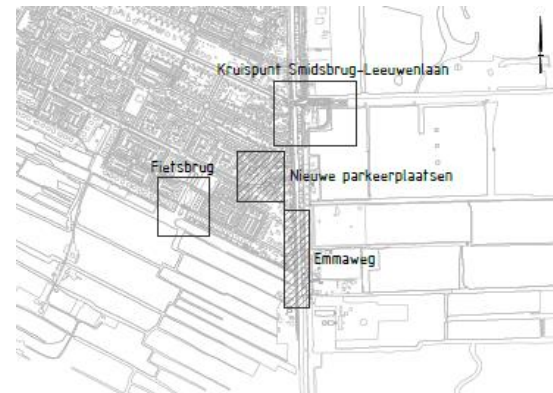 Kruispunt Smidsbrug-Leeuwenlaan
Fietsbrug
Nieuwe parkeerplaatsen
Emmaweg